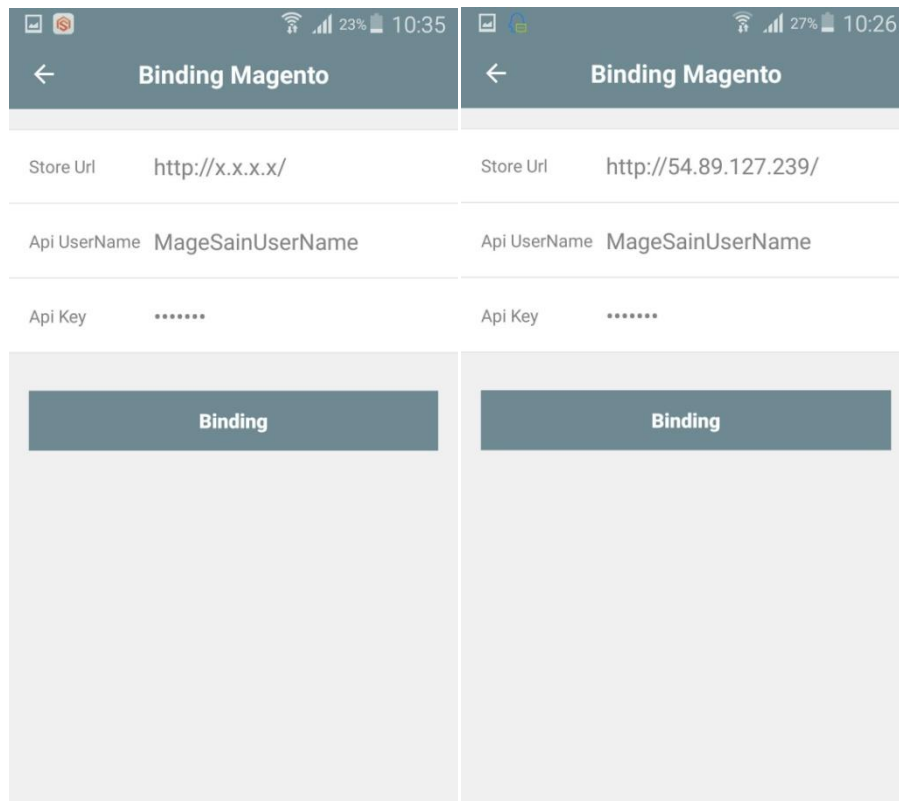 23% 10:35
Binding Magento
Store Url http://x.x.x.x/
Api UserName MageSainUserName
Api Key •••••••
Binding
27% 10:26
Binding Magento
Store Url http://54.89.127.239/
Api UserName MageSainUserName
Api Key •••••••
Binding